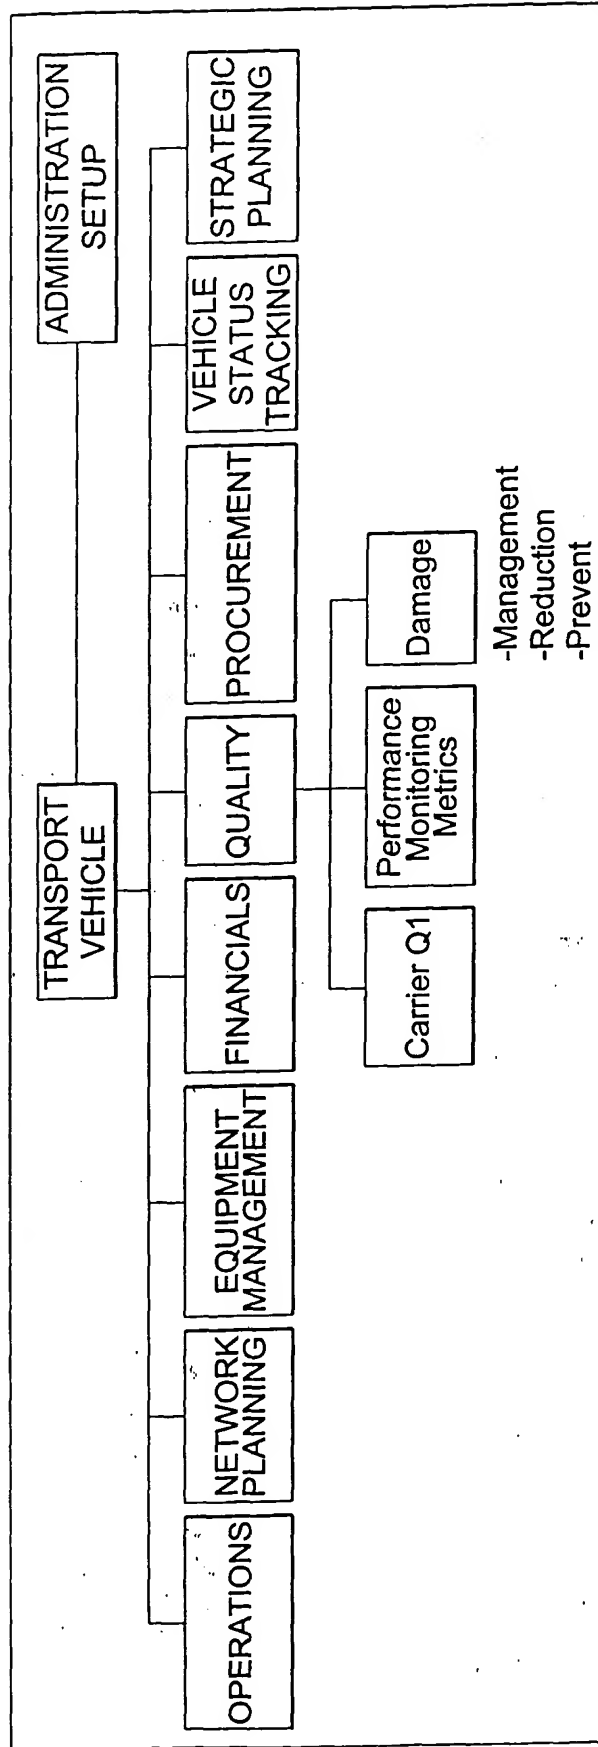 TRANSPORT
VEHICLE
ADMINISTRATION
SETUP
OPERATIONS
NETWORK
PLANNING
EQUIPMENT
MANAGEMENT
FINANCIALS
QUALITY
PROCUREMENT
VEHICLE
STATUS
TRACKING
STRATEGIC
PLANNING
Carrier Q1
Performance
Monitoring
Metrics
Damage
-Management
-Reduction
-Prevent